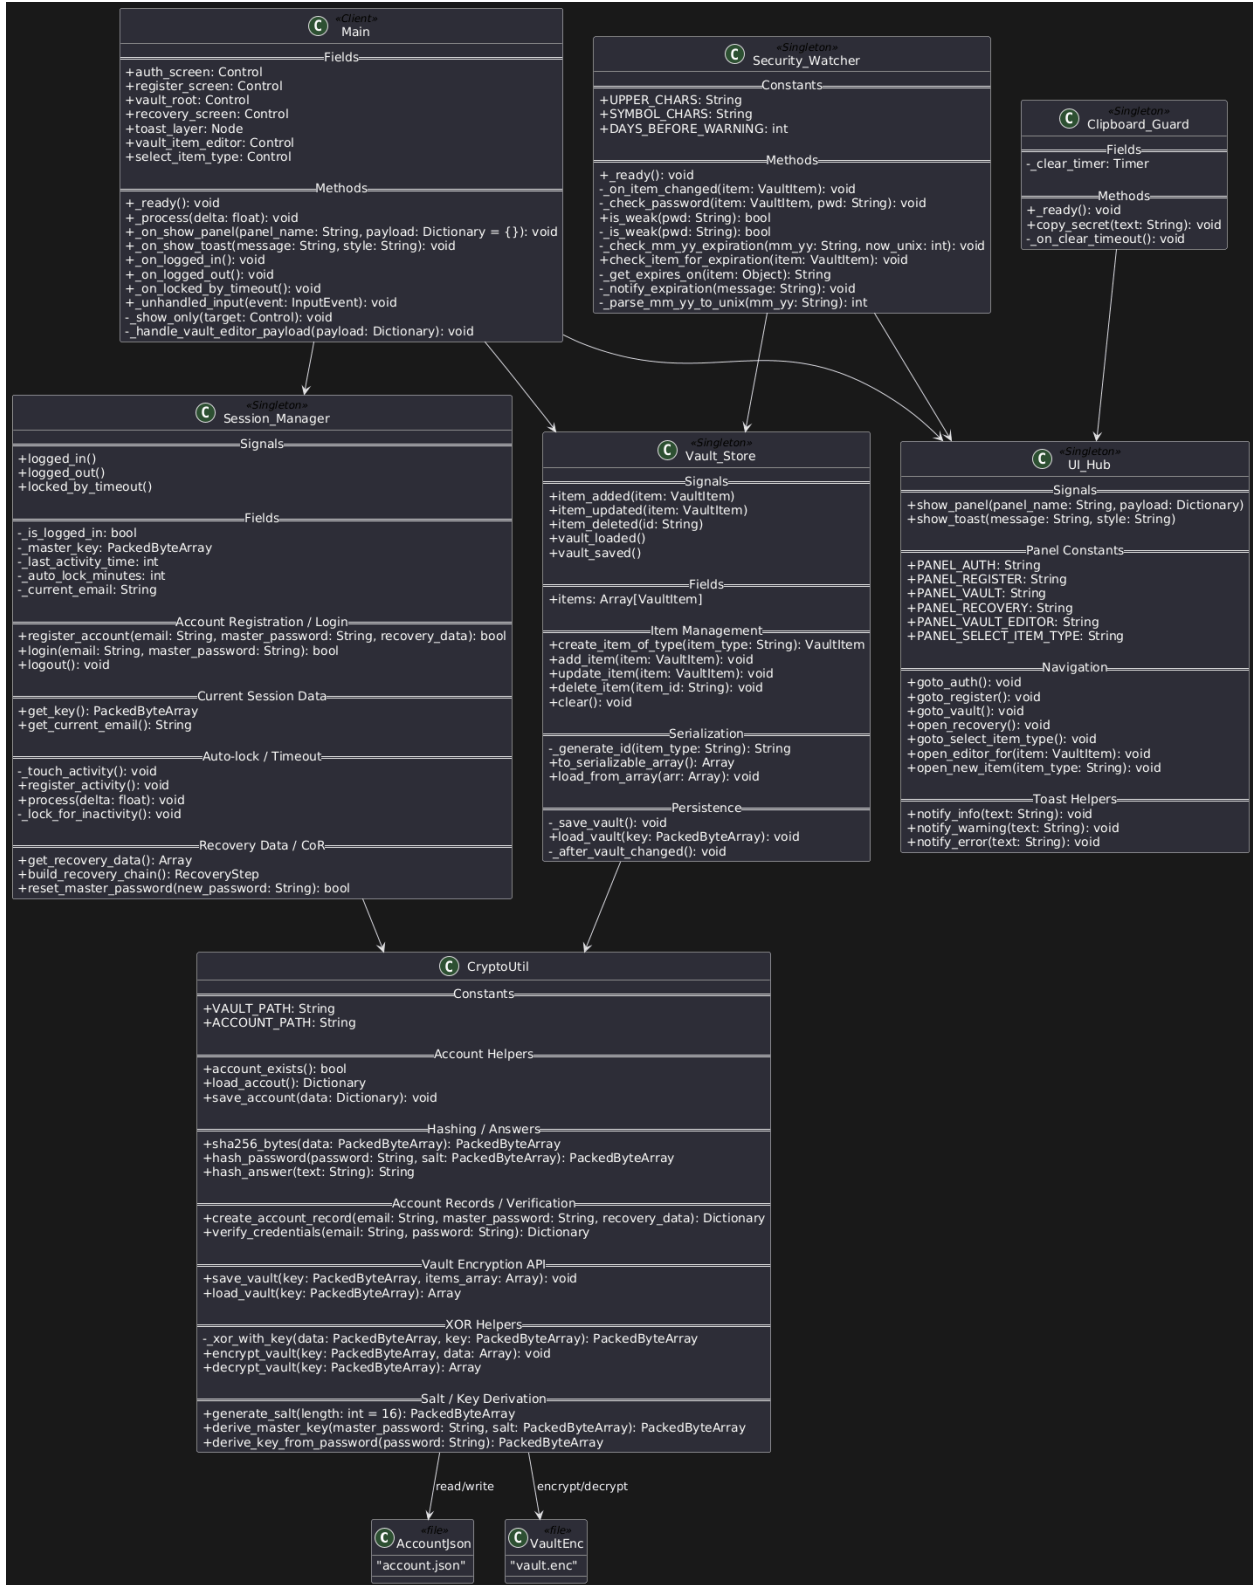 «Client»
C Main
Fields
+auth_screen: Control
+register_screen: Control
+vault_root: Control
+recovery_screen: Control
+toast_layer: Node
+vault_item_editor: Control
+select_item_type: Control
Methods
+_ready(): void
+_process(delta: float): void
+_on_show_panel(panel_name: String, payload: Dictionary = {}): void
+_on_show_toast(message: String, style: String): void
+_on_logged_in(): void
+_on_logged_out(): void
+_on_locked_by_timeout(): void
+_unhandled_input(event: InputEvent): void
-_show_only(target: Control): void
-_handle_vault_editor_payload(payload: Dictionary): void
«Singleton»
C Security_Watcher
Constants
+UPPER_CHARS: String
+SYMBOL_CHARS: String
+DAYS_BEFORE_WARNING: int
Methods
+_ready(): void
-_on_item_changed(item: VaultItem): void
-_check_password(item: VaultItem, pwd: String): void
+is_weak(pwd: String): bool
-_is_weak(pwd: String): bool
-_check_mm_yy_expiration(mm_yy: String, now_unix: int): void
+check_item_for_expiration(item: VaultItem): void
-_get_expires_on(item: Object): String
-_notify_expiration(message: String): void
-_parse_mm_yy_to_unix(mm_yy: String): int
«Singleton»
C Clipboard_Guard
Fields
-_clear_timer: Timer
Methods
+_ready(): void
+copy_secret(text: String): void
-_on_clear_timeout(): void
«Singleton»
C Session_Manager
Signals
+logged_in()
+logged_out()
+locked_by_timeout()
Fields
-_is_logged_in: bool
-_master_key: PackedByteArray
-_last_activity_time: int
-_auto_lock_minutes: int
-_current_email: String
Account Registration / Login
+register_account(email: String, master_password: String, recovery_data): bool
+login(email: String, master_password: String): bool
+logout(): void
Current Session Data
+get_key(): PackedByteArray
+get_current_email(): String
Auto-lock / Timeout
-_touch_activity(): void
+register_activity(): void
+process(delta: float): void
-_lock_for_inactivity(): void
Recovery Data / CoR
+get_recovery_data(): Array
+build_recovery_chain(): RecoveryStep
+reset_master_password(new_password: String): bool
«Singleton»
C Vault_Store
Signals
+item_added(item: VaultItem)
+item_updated(item: VaultItem)
+item_deleted(id: String)
+vault_loaded()
+vault_saved()
Fields
+items: Array[VaultItem]
Item Management
+create_item_of_type(item_type: String): VaultItem
+add_item(item: VaultItem): void
+update_item(item: VaultItem): void
+delete_item(item_id: String): void
+clear(): void
Serialization
-_generate_id(item_type: String): String
+to_serializable_array(): Array
+load_from_array(arr: Array): void
Persistence
-_save_vault(): void
+load_vault(key: PackedByteArray): void
-_after_vault_changed(): void
«Singleton»
C UI_Hub
Signals
+show_panel(panel_name: String, payload: Dictionary)
+show_toast(message: String, style: String)
Panel Constants
+PANEL_AUTH: String
+PANEL_REGISTER: String
+PANEL_VAULT: String
+PANEL_RECOVERY: String
+PANEL_VAULT_EDITOR: String
+PANEL_SELECT_ITEM_TYPE: String
Navigation
+goto_auth(): void
+goto_register(): void
+goto_vault(): void
+open_recovery(): void
+goto_select_item_type(): void
+open_editor_for(item: VaultItem): void
+open_new_item(item_type: String): void
Toast Helpers
+notify_info(text: String): void
+notify_warning(text: String): void
+notify_error(text: String): void
C CryptoUtil
Constants
+VAULT_PATH: String
+ACCOUNT_PATH: String
Account Helpers
+account_exists(): bool
+load_accout(): Dictionary
+save_account(data: Dictionary): void
Hashing / Answers
+sha256_bytes(data: PackedByteArray): PackedByteArray
+hash_password(password: String, salt: PackedByteArray): PackedByteArray
+hash_answer(text: String): String
Account Records / Verification
+create_account_record(email: String, master_password: String, recovery_data): Dictionary
+verify_credentials(email: String, password: String): Dictionary
Vault Encryption API
+save_vault(key: PackedByteArray, items_array: Array): void
+load_vault(key: PackedByteArray): Array
XOR Helpers
-_xor_with_key(data: PackedByteArray, key: PackedByteArray): PackedByteArray
+encrypt_vault(key: PackedByteArray, data: Array): void
+decrypt_vault(key: PackedByteArray): Array
Salt / Key Derivation
+generate_salt(length: int = 16): PackedByteArray
+derive_master_key(master_password: String, salt: PackedByteArray): PackedByteArray
+derive_key_from_password(password: String): PackedByteArray
read/write
encrypt/decrypt
«file»
C AccountJson
"account.json"
«file»
C VaultEnc
"vault.enc"